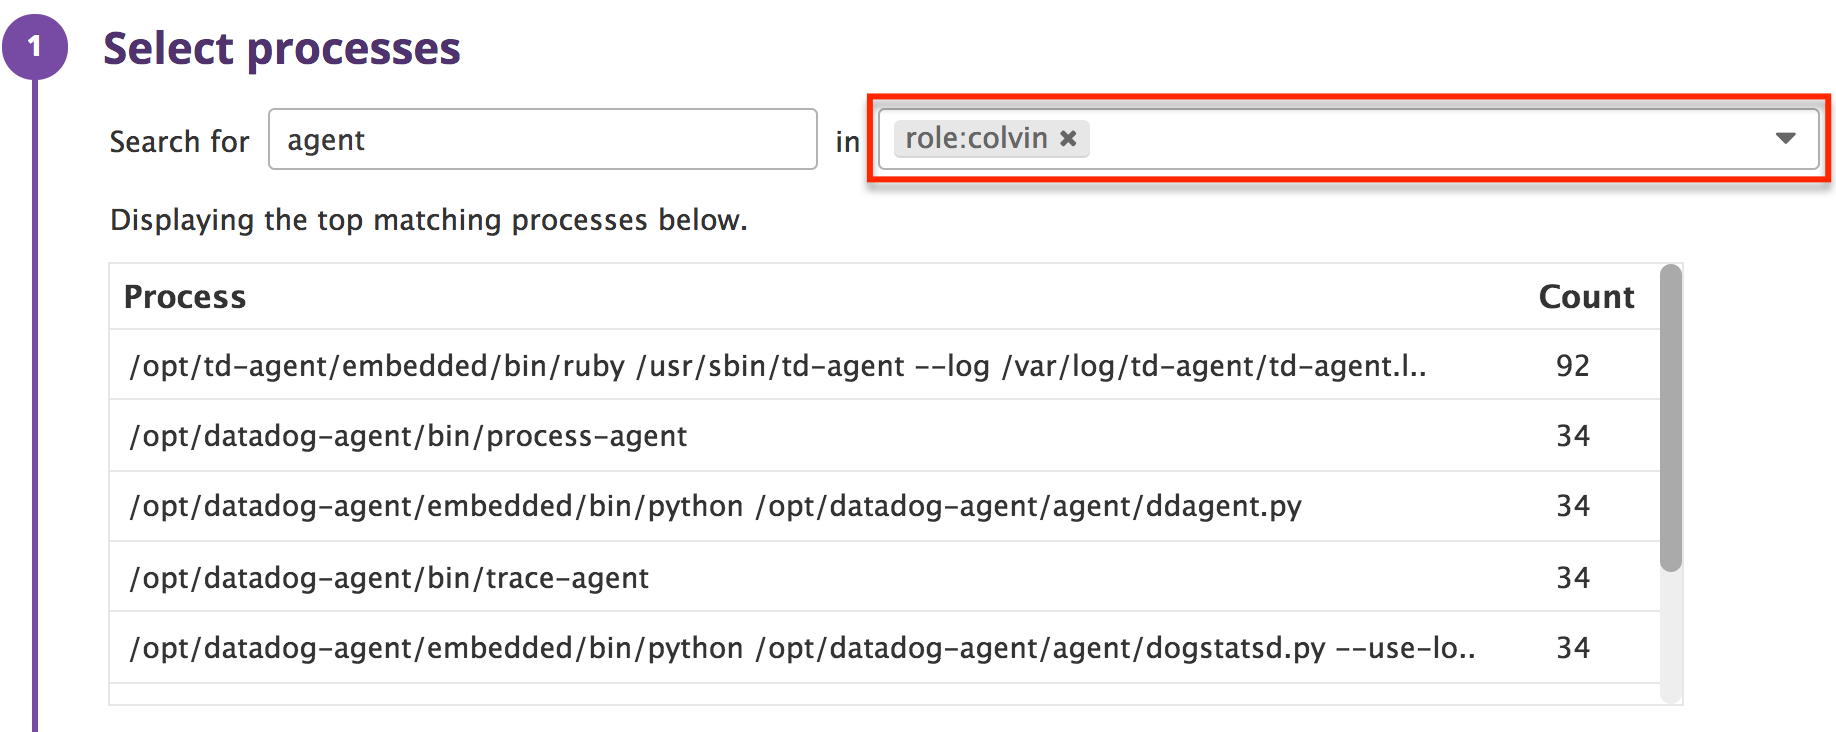 1 Select processes
Search for agent in role:colvin ✖
Displaying the top matching processes below.
Process Count
/opt/td-agent/embedded/bin/ruby /usr/sbin/td-agent --log /var/log/td-agent/td-agent.l.. 92
/opt/datadog-agent/bin/process-agent 34
/opt/datadog-agent/embedded/bin/python /opt/datadog-agent/agent/ddagent.py 34
/opt/datadog-agent/bin/trace-agent 34
/opt/datadog-agent/embedded/bin/python /opt/datadog-agent/agent/dogstatsd.py --use-lo.. 34